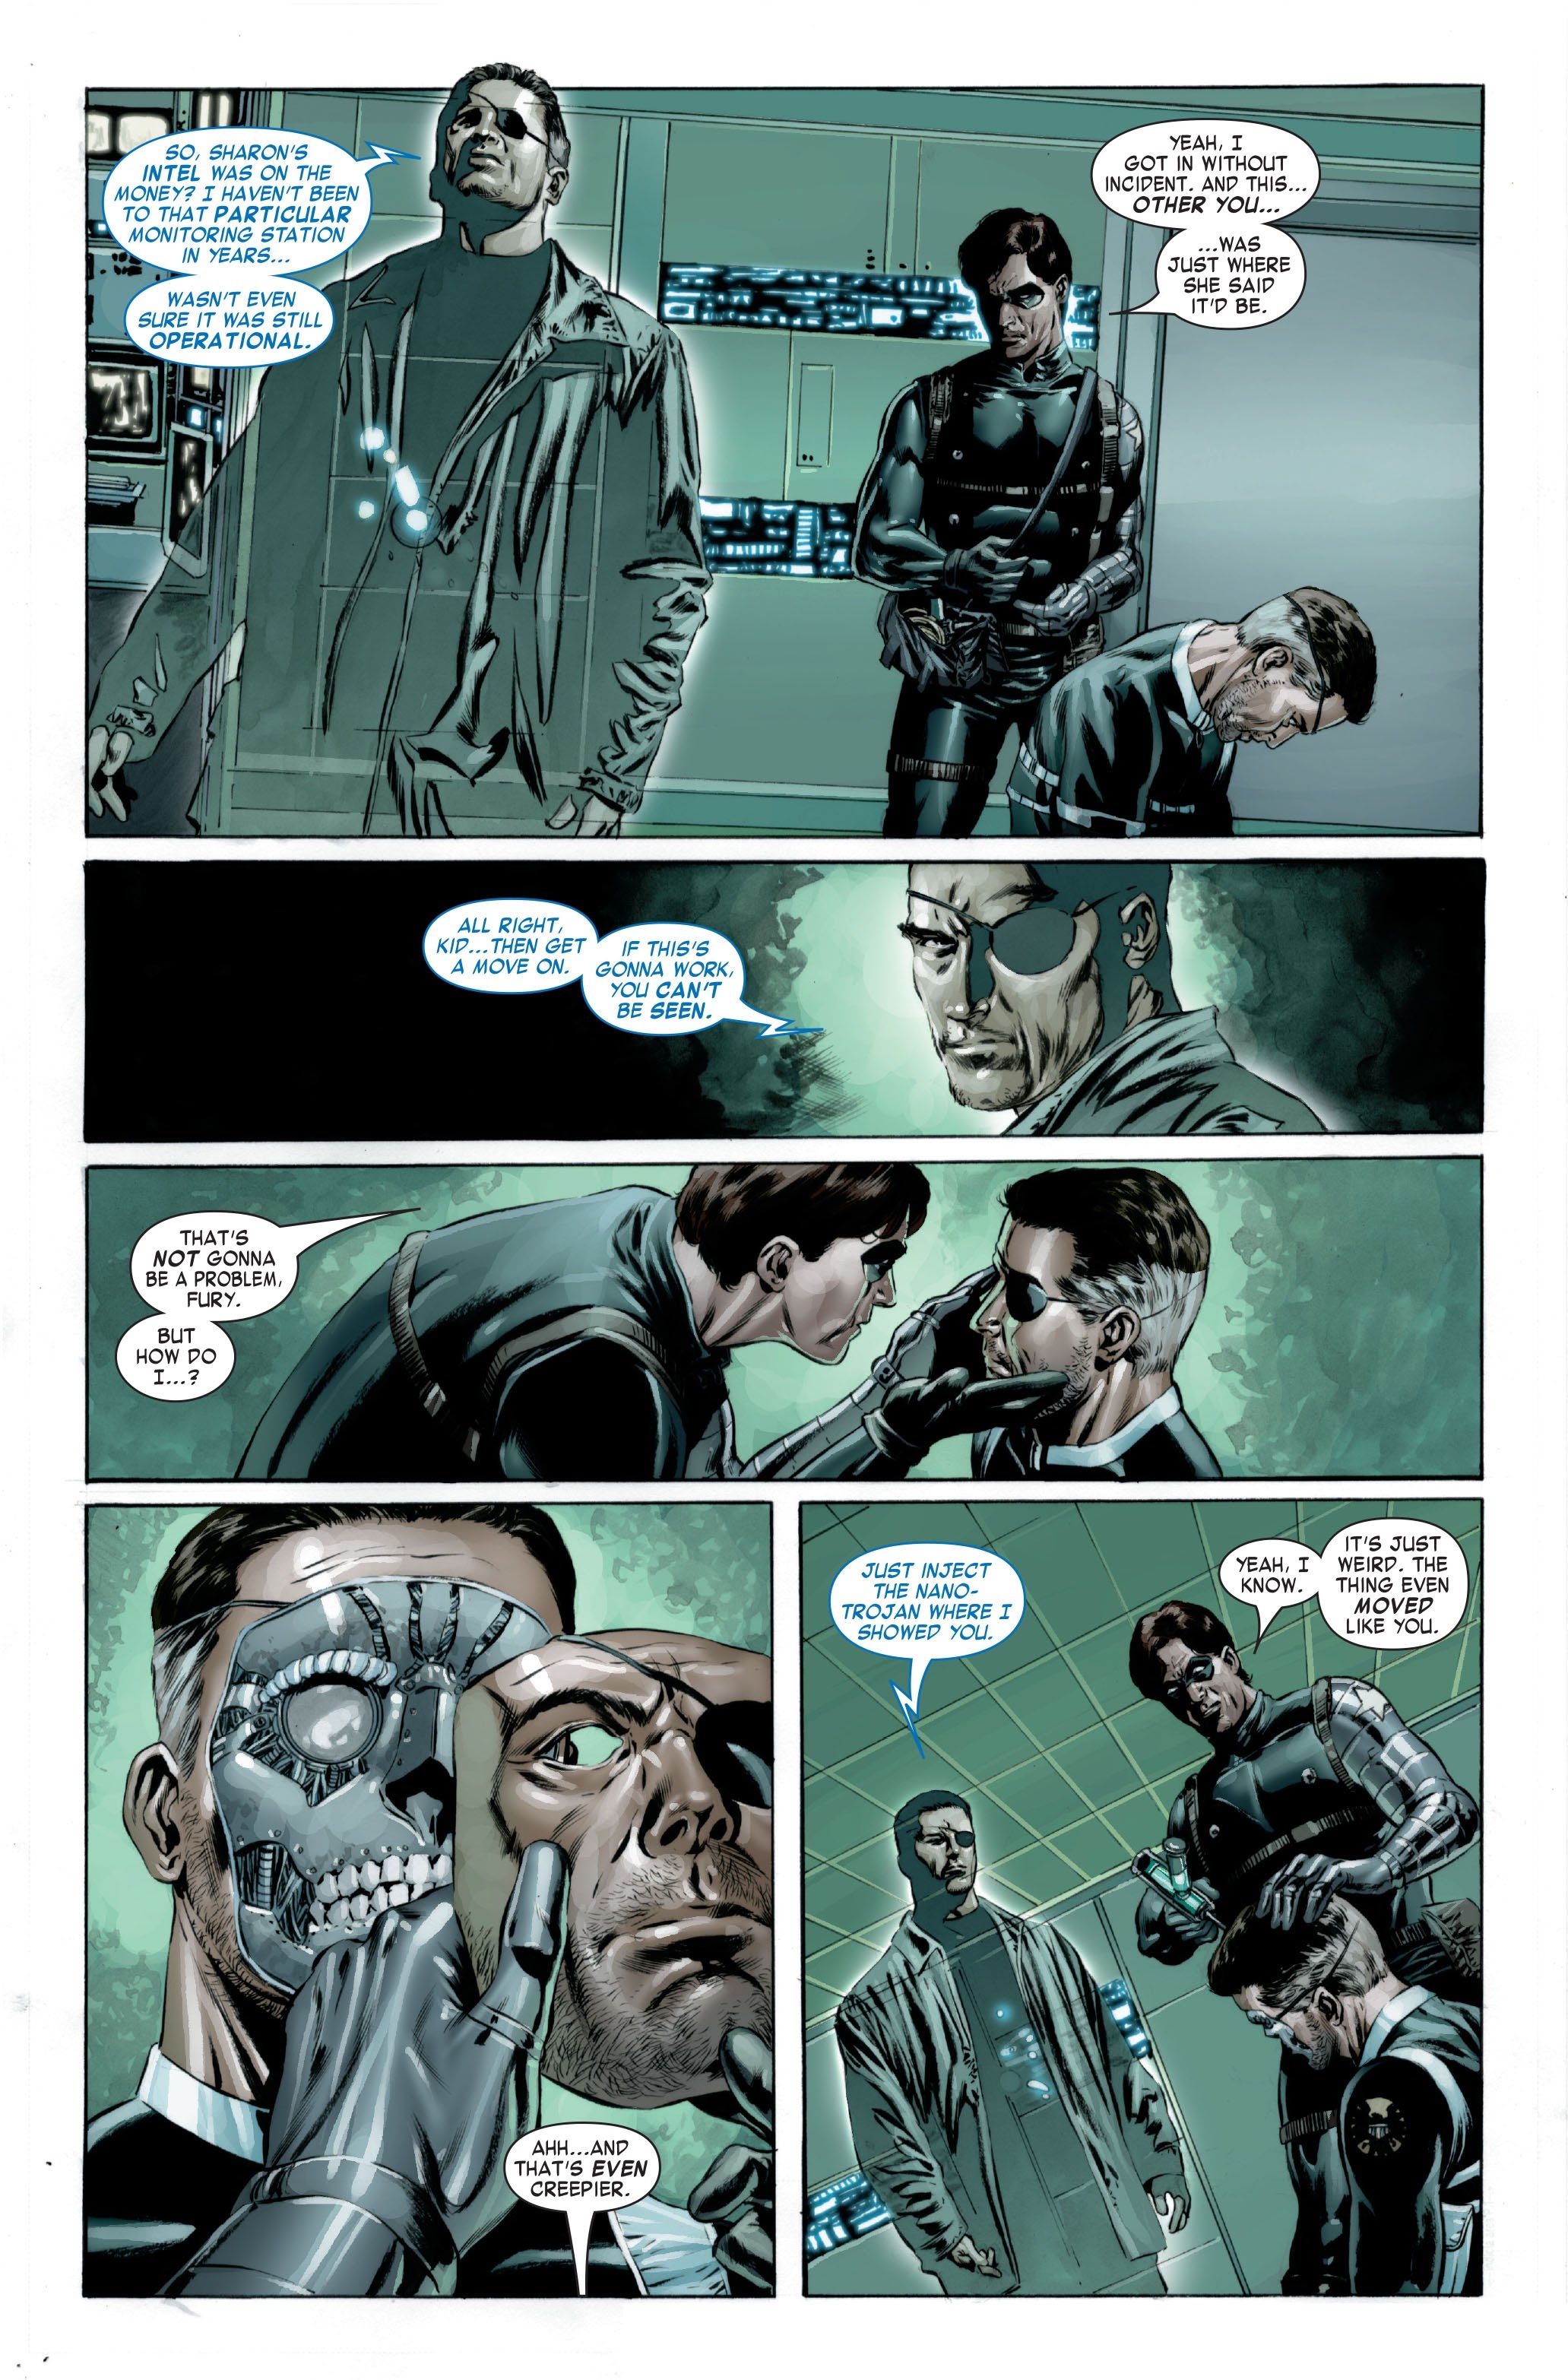 SO, SHARON'S
INTEL WAS ON THE
MONEY? I HAVEN'T BEEN
TO THAT PARTICULAR
MONITORING STATION
IN YEARS...
WASN'T EVEN
SURE IT WAS STILL
OPERATIONAL.
YEAH, I
GOT IN WITHOUT
INCIDENT. AND THIS...
OTHER YOU...
...WAS
JUST WHERE
SHE SAID
IT'D BE.
ALL RIGHT,
KID...THEN GET
A MOVE ON.
IF THIS'S
GONNA WORK,
YOU CAN'T
BE SEEN.
THAT'S
NOT GONNA
BE A PROBLEM,
FURY.
BUT
HOW DO
I...?
AHH...AND
THAT'S EVEN
CREEPIER.
JUST INJECT
THE NANO-
TROJAN WHERE I
SHOWED YOU.
YEAH, I
KNOW.
IT'S JUST
WEIRD. THE
THING EVEN
MOVED
LIKE YOU.